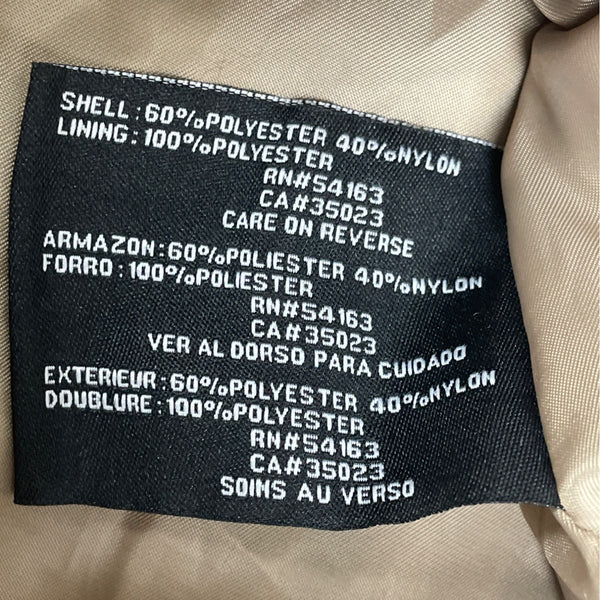 SHELL:60%POLYESTER 40%NYLON
LINING:100%POLYESTER
RN#54163
CA#35023
CARE ON REVERSE
ARMAZON:60%POLIESTER 40%NYLON
FORRO:100%POLIESTER
RN#54163
CA#35023
VER AL DORSO PARA CUIDADO
EXTERIEUR:60%POLYESTER 40%NYLON
DOUBLURE:100%POLYESTER
RN#54163
CA#35023
SOINS AU VERSO